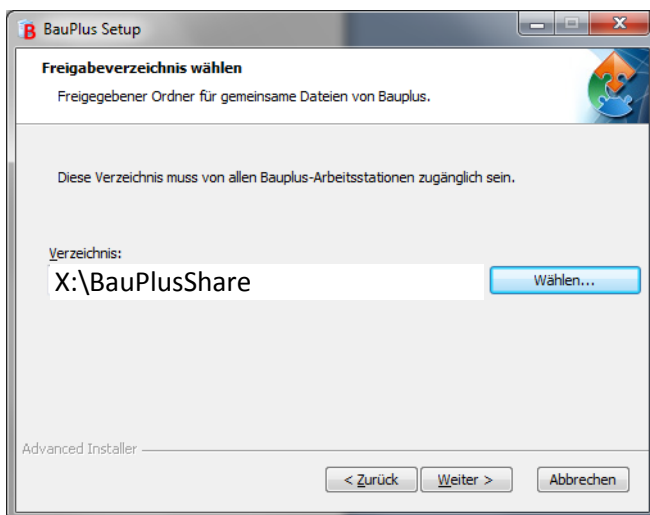 BauPlus Setup
Freigabeverzeichnis wählen
Freigegebener Ordner für gemeinsame Dateien von Bauplus.
Diese Verzeichnis muss von allen Bauplus-Arbeitsstationen zugänglich sein.
Verzeichnis:
X:\BauPlusShare
Wählen...
Advanced Installer
< Zurück
Weiter >
Abbrechen